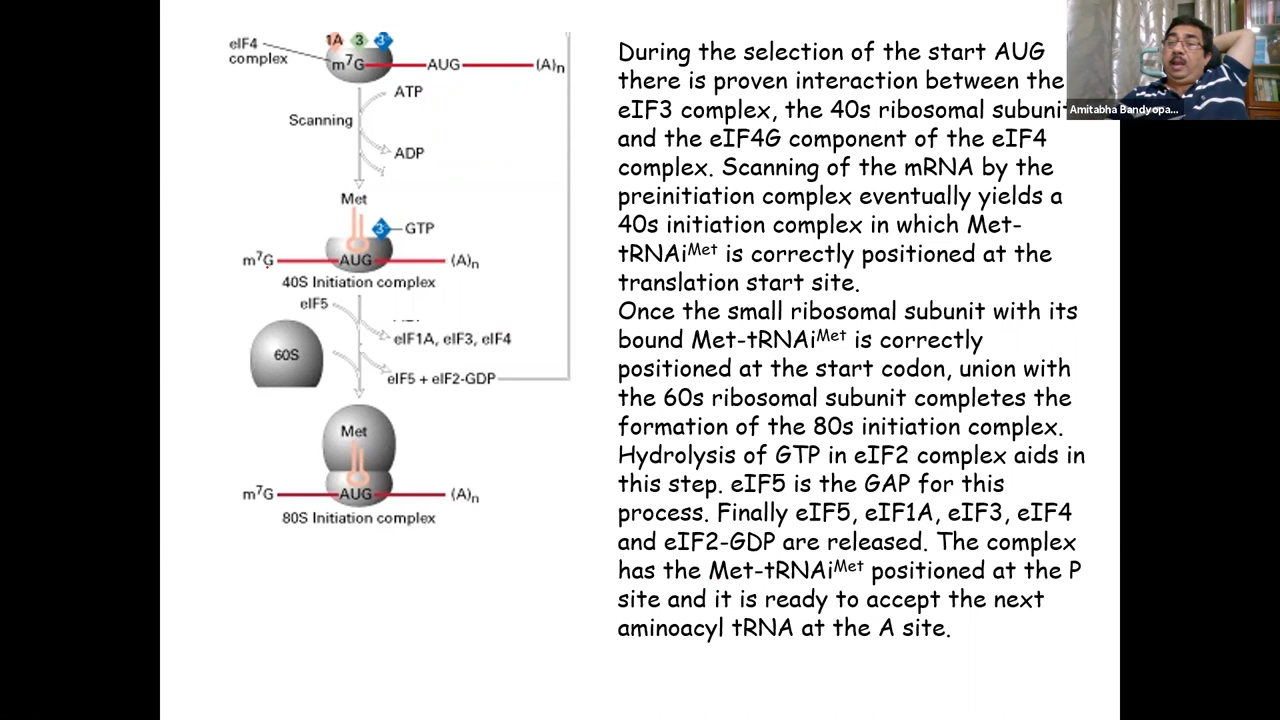 1A 3 3
eIF4
complex
m⁷G AUG (A)n
ATP
Scanning
ADP
Met
3 GTP
m⁷G AUG (A)n
40S Initiation complex
eIF5
eIF1A, eIF3, eIF4
60S
eIF5 + eIF2-GDP
Met
m⁷G AUG (A)n
80S Initiation complex
During the selection of the start AUG
there is proven interaction between the
eIF3 complex, the 40s ribosomal subunit
and the eIF4G component of the eIF4
complex. Scanning of the mRNA by the
preinitiation complex eventually yields a
40s initiation complex in which Met-
tRNAiMet is correctly positioned at the
translation start site.
Once the small ribosomal subunit with its
bound Met-tRNAiMet is correctly
positioned at the start codon, union with
the 60s ribosomal subunit completes the
formation of the 80s initiation complex.
Hydrolysis of GTP in eIF2 complex aids in
this step. eIF5 is the GAP for this
process. Finally eIF5, eIF1A, eIF3, eIF4
and eIF2-GDP are released. The complex
has the Met-tRNAiMet positioned at the P
site and it is ready to accept the next
aminoacyl tRNA at the A site.
Amitabha Bandyopa...